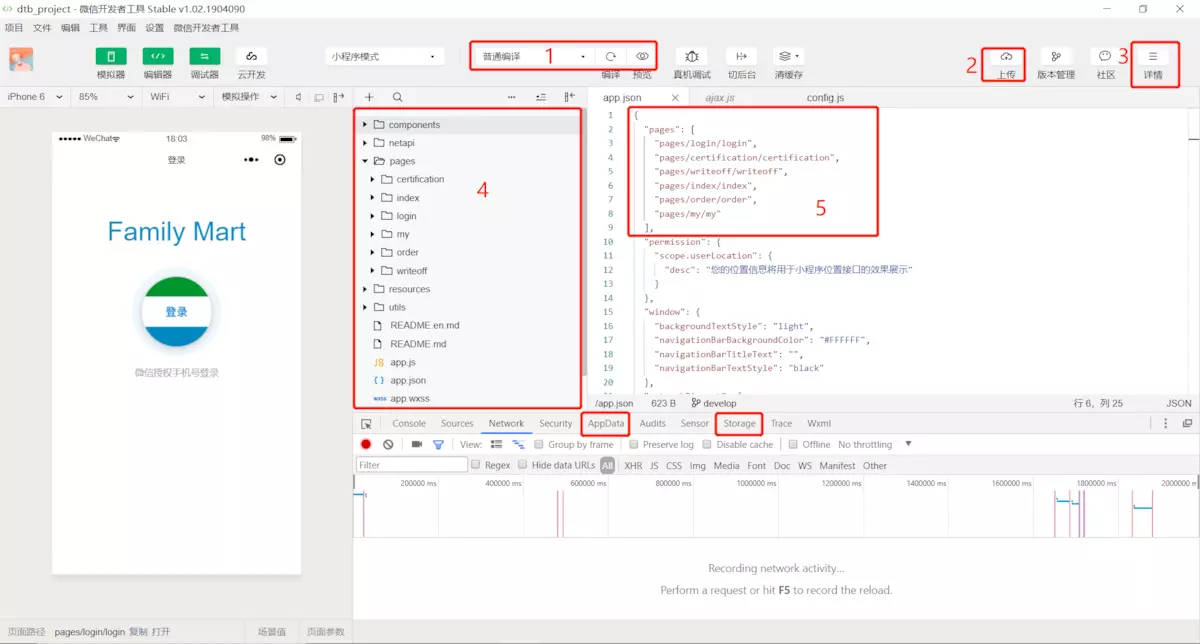 dtb_project - 微信开发者工具 Stable v1.02.1904090
项目 文件 编辑 工具 界面 设置 微信开发者工具
模拟器 编辑器 调试器 云开发
小程序模式
普通编译 1
编译 预览
真机调试 切后台 清缓存
2 上传
版本管理 社区
3 详情
iPhone 6 85% WiFi 模拟操作
WeChat 18:03 98%
登录
Family Mart
登录
微信授权手机号登录
components
netapi
pages
certification
index
login
my
order
writeoff
resources
utils
README.en.md
README.md
JS app.js
{ } app.json
wxss app.wxss
4
app.json ajax.js config.js
1 {
2 "pages": [
3 "pages/login/login",
4 "pages/certification/certification",
5 "pages/writeoff/writeoff",
6 "pages/index/index",
7 "pages/order/order",
8 "pages/my/my"
9 ],
5
10 "permission": {
11 "scope.userLocation": {
12 "desc": "您的位置信息将用于小程序位置接口的效果展示"
13 }
14 },
15 "window": {
16 "backgroundTextStyle": "light",
17 "navigationBarBackgroundColor": "#FFFFFF",
18 "navigationBarTitleText": "",
19 "navigationBarTextStyle": "black"
20 },
/app.json 623 B develop 行 6，列 25 JSON
Console Sources Network Security AppData Audits Sensor Storage Trace Wxml
View: Group by frame Preserve log Disable cache Offline No throttling
Filter Regex Hide data URLs All XHR JS CSS Img Media Font Doc WS Manifest Other
200000 ms 400000 ms 600000 ms 800000 ms 1000000 ms 1200000 ms 1400000 ms 1600000 ms 1800000 ms 2000000 m
Recording network activity...
Perform a request or hit F5 to record the reload.
页面路径 pages/login/login 复制 打开 场景值 页面参数